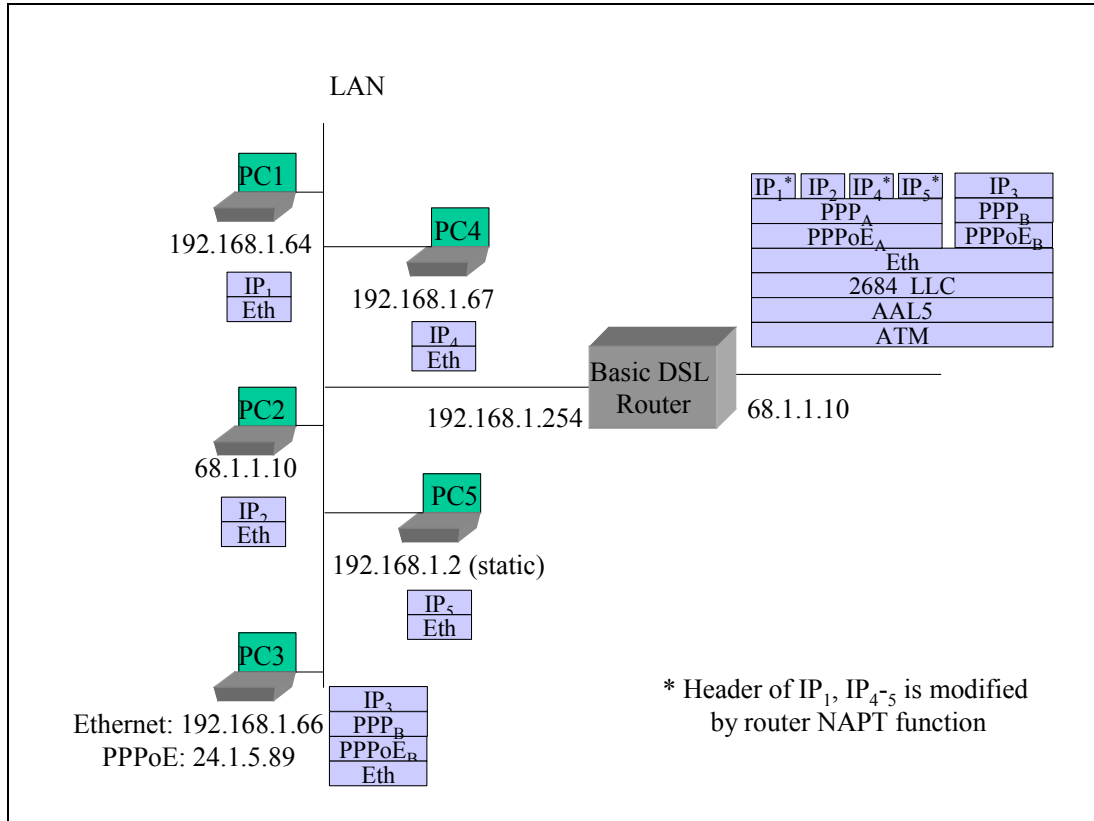 LAN
PC1
192.168.1.64
IP1
Eth
PC4
192.168.1.67
IP4
Eth
PC2
68.1.1.10
IP2
Eth
PC5
192.168.1.2 (static)
IP5
Eth
PC3
Ethernet: 192.168.1.66
PPPoE: 24.1.5.89
IP3
PPPB
PPPoEB
Eth
Basic DSL
Router
192.168.1.254
68.1.1.10
IP1* IP2 IP4* IP5* IP3
PPPA PPPB
PPPoEA PPPoEB
Eth
2684 LLC
AAL5
ATM
* Header of IP1, IP4-5 is modified
by router NAPT function